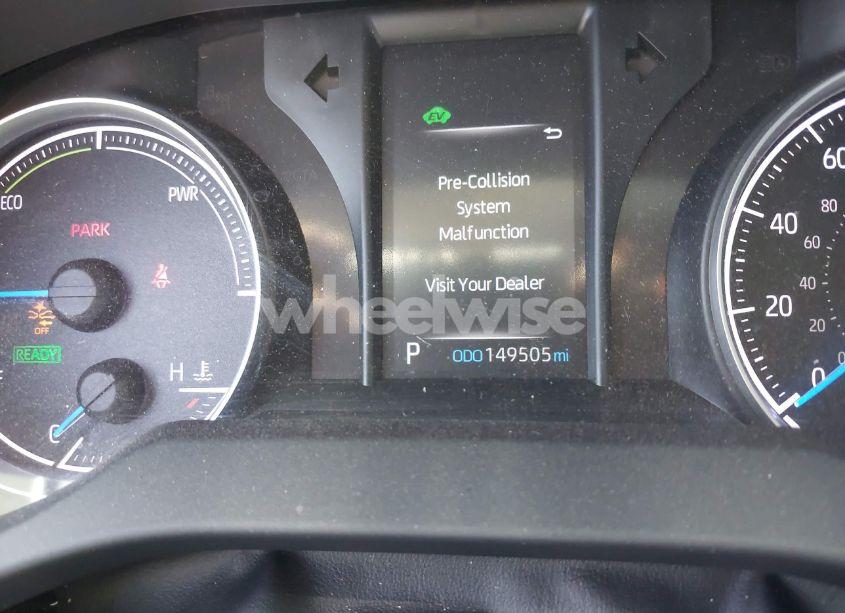 EV
Pre-Collision
System
Malfunction
Visit Your Dealer
P ODO 149505 mi
ECO
PWR
PARK
OFF
READY
H
C
60
80
40
60
40
20
20
0
0
wheelwise